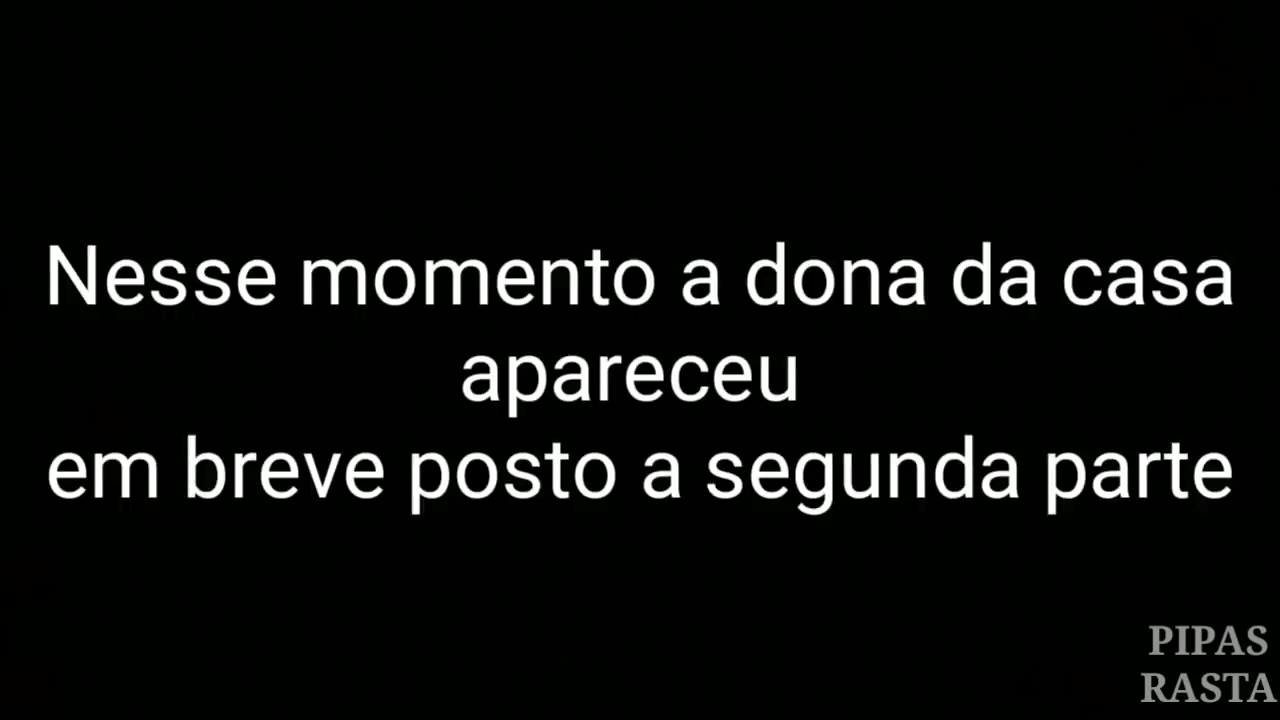 Nesse momento a dona da casa
apareceu
em breve posto a segunda parte
PIPAS
RASTA